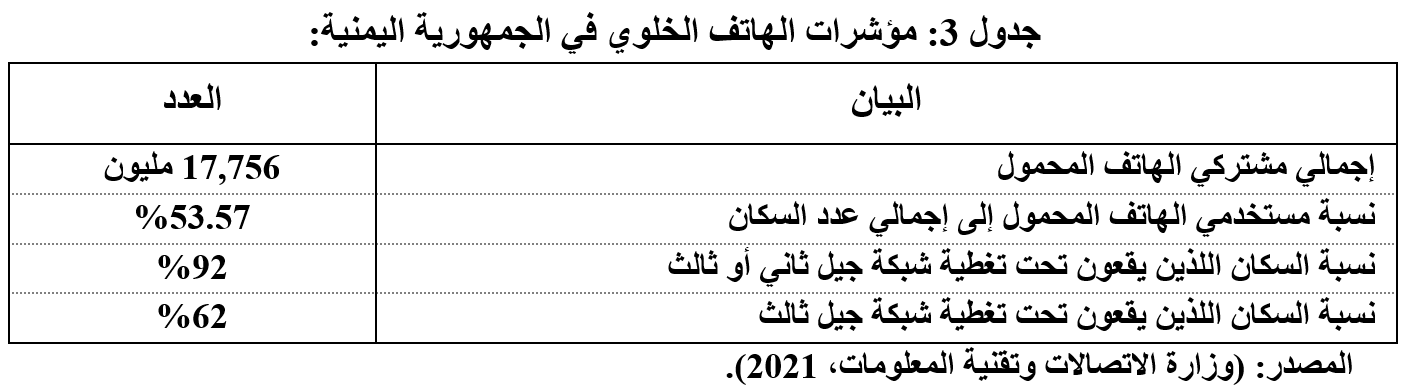 جدول 3: مؤشرات الهاتف الخلوي في الجمهورية اليمنية:
البيان العدد
إجمالي مشتركي الهاتف المحمول 17,756 مليون
نسبة مستخدمي الهاتف المحمول إلى إجمالي عدد السكان 53.57%
نسبة السكان اللذين يقعون تحت تغطية شبكة جيل ثاني أو ثالث 92%
نسبة السكان اللذين يقعون تحت تغطية شبكة جيل ثالث 62%
المصدر: (وزارة الاتصالات وتقنية المعلومات، 2021).